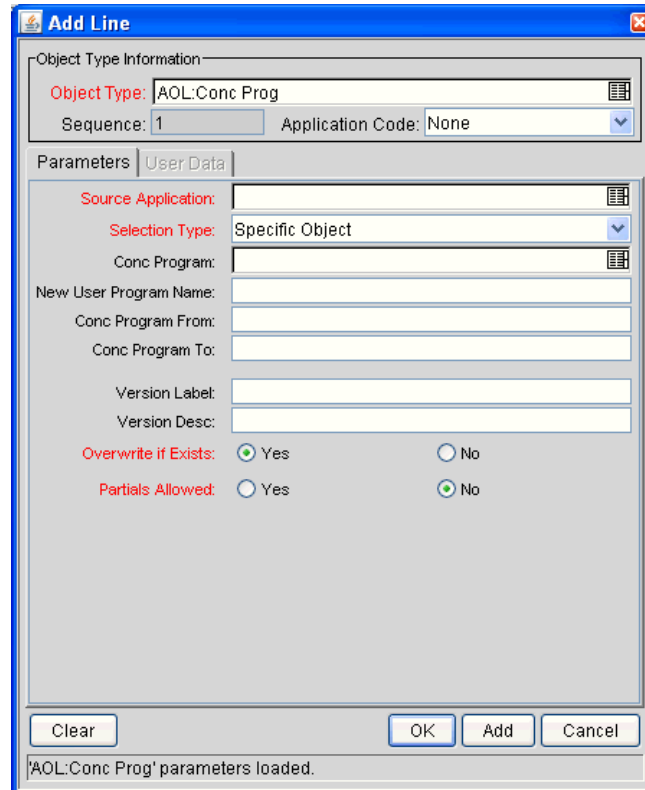 Add Line
Object Type Information
Object Type: AOL:Conc Prog
Sequence: 1 Application Code: None
Parameters User Data
Source Application:
Selection Type: Specific Object
Conc Program:
New User Program Name:
Conc Program From:
Conc Program To:
Version Label:
Version Desc:
Overwrite if Exists: Yes No
Partials Allowed: Yes No
Clear OK Add Cancel
'AOL:Conc Prog' parameters loaded.